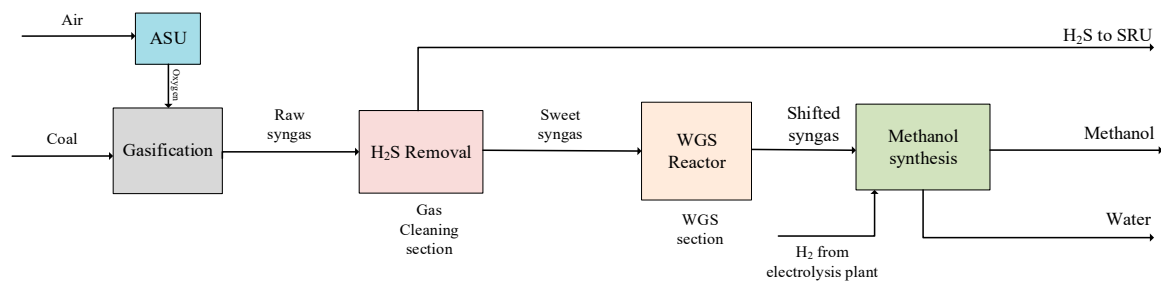 Air
ASU
Oxygen
Coal
Gasification
Raw
syngas
H₂S Removal
Gas
Cleaning
section
H₂S to SRU
Sweet
syngas
WGS
Reactor
WGS
section
Shifted
syngas
Methanol
synthesis
H₂ from
electrolysis plant
Methanol
Water